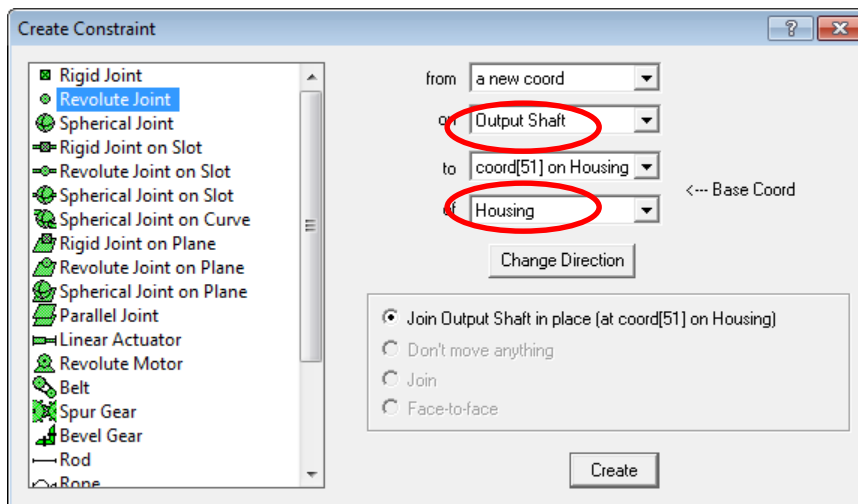 Create Constraint
Rigid Joint
Revolute Joint
Spherical Joint
Rigid Joint on Slot
Revolute Joint on Slot
Spherical Joint on Slot
Spherical Joint on Curve
Rigid Joint on Plane
Revolute Joint on Plane
Spherical Joint on Plane
Parallel Joint
Linear Actuator
Revolute Motor
Belt
Spur Gear
Bevel Gear
Rod
Rope
from a new coord
on Output Shaft
to coord[51] on Housing
of Housing
<--- Base Coord
Change Direction
Join Output Shaft in place (at coord[51] on Housing)
Don't move anything
Join
Face-to-face
Create